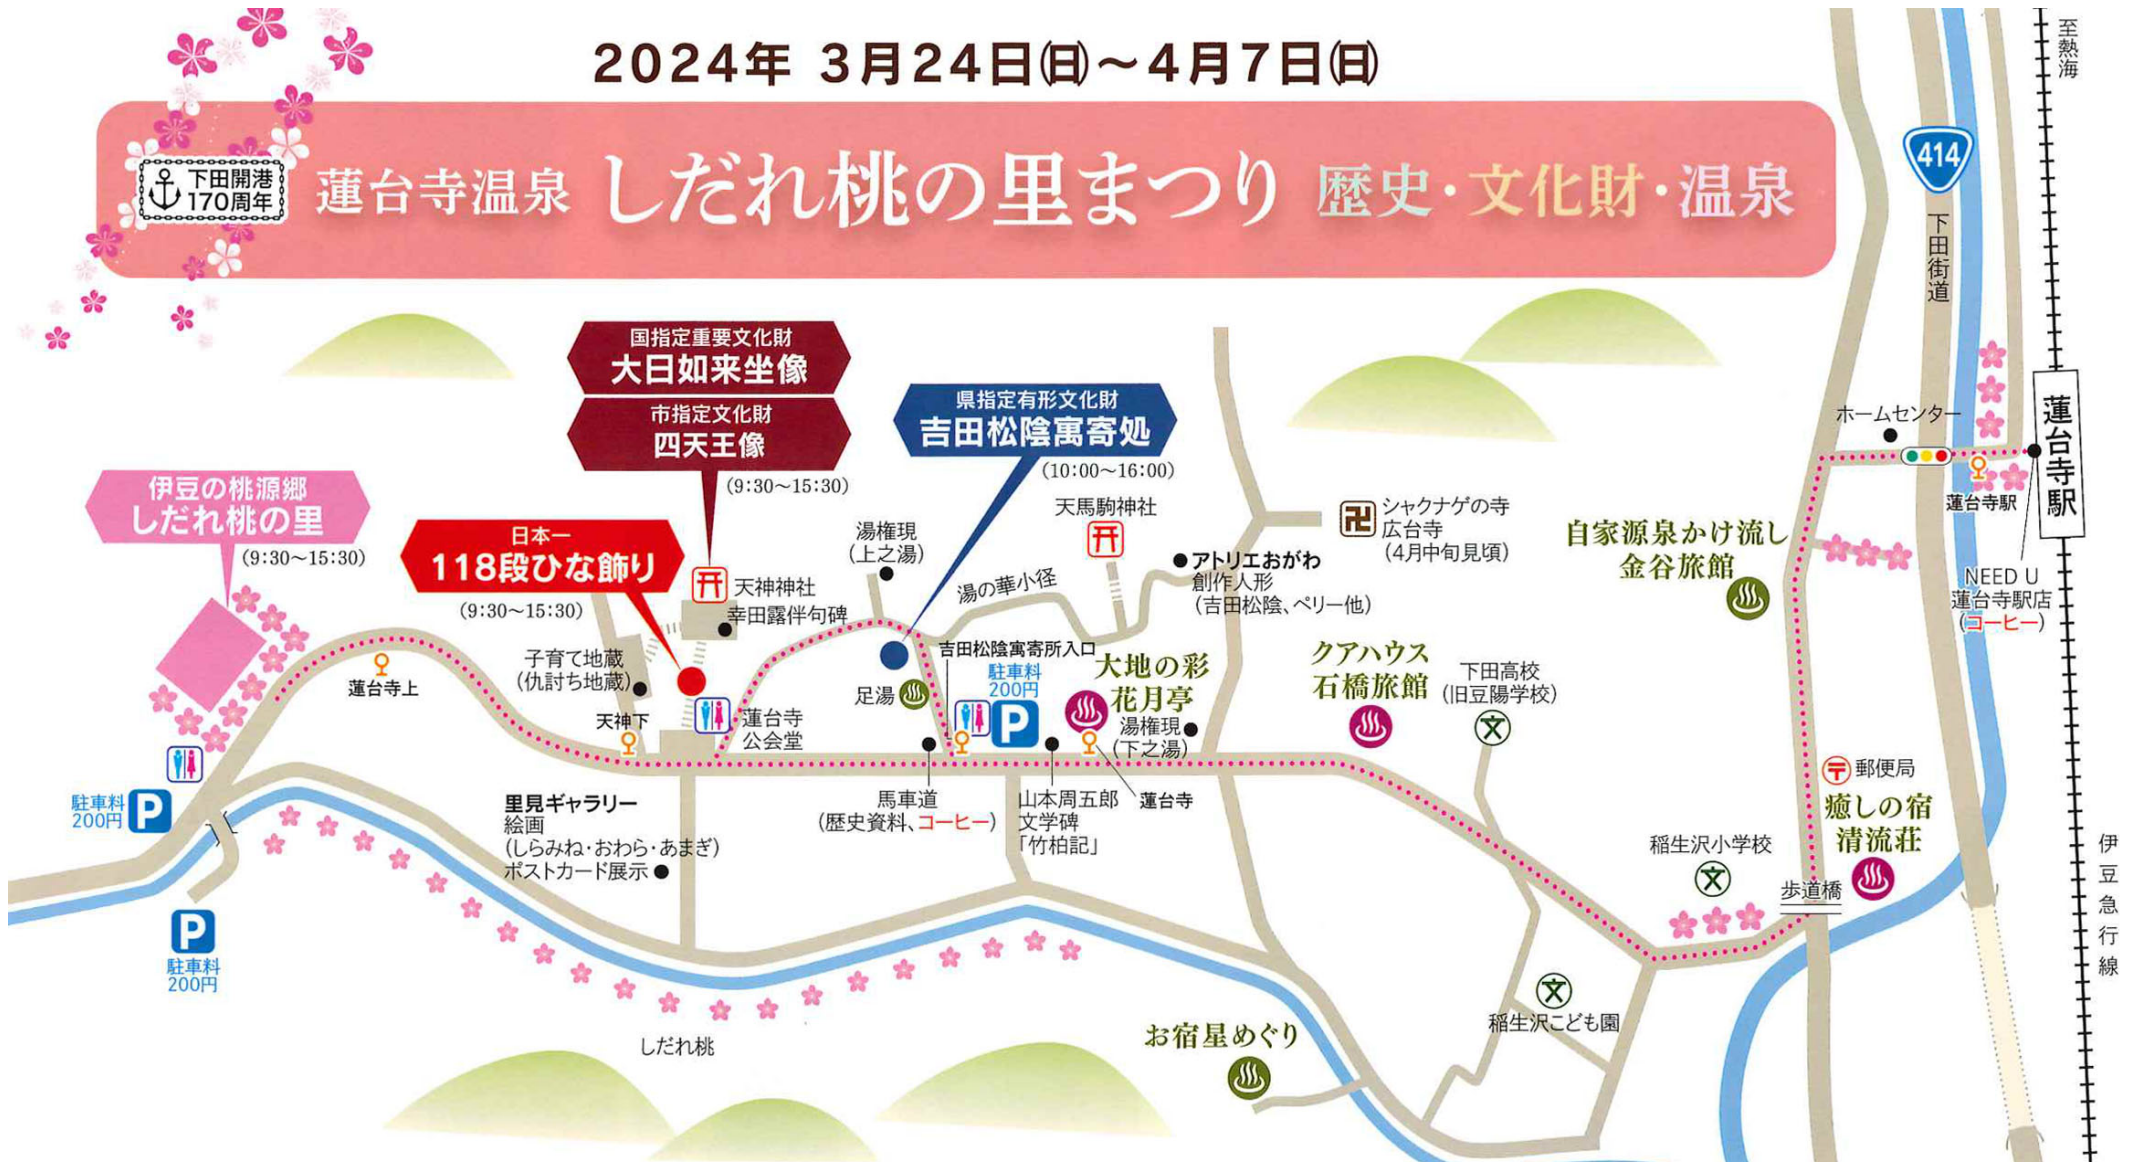 2024年 3月24日㈰～4月7日㈰
下田開港
170周年
蓮台寺温泉 しだれ桃の里まつり 歴史・文化財・温泉
至熱海
414
下田街道
国指定重要文化財
大日如来坐像
市指定文化財
四天王像
(9:30～15:30)
県指定有形文化財
吉田松陰寓寄処
(10:00～16:00)
伊豆の桃源郷
しだれ桃の里
(9:30～15:30)
日本一
118段ひな飾り
(9:30～15:30)
天神神社
幸田露伴句碑
湯権現
(上之湯)
天馬駒神社
湯の華小径
アトリエおがわ
創作人形
(吉田松陰、ペリー他)
卍
シャクナゲの寺
広台寺
(4月中旬見頃)
ホームセンター
蓮台寺駅
蓮台寺駅
NEED U
蓮台寺駅店
(コーヒー)
自家源泉かけ流し
金谷旅館
子育て地蔵
(仇討ち地蔵)
蓮台寺上
天神下
蓮台寺
公会堂
足湯
吉田松陰寓寄所入口
駐車料
200円
P
大地の彩
花月亭
湯権現
(下之湯)
クアハウス
石橋旅館
下田高校
(旧豆陽学校)
文
〒郵便局
癒しの宿
清流荘
駐車料
200円
P
里見ギャラリー
絵画
(しらみね・おわら・あまぎ)
ポストカード展示
馬車道
(歴史資料、コーヒー)
山本周五郎
文学碑
「竹柏記」
蓮台寺
稲生沢小学校
文
歩道橋
伊豆急行線
P
駐車料
200円
文
稲生沢こども園
しだれ桃
お宿星めぐり